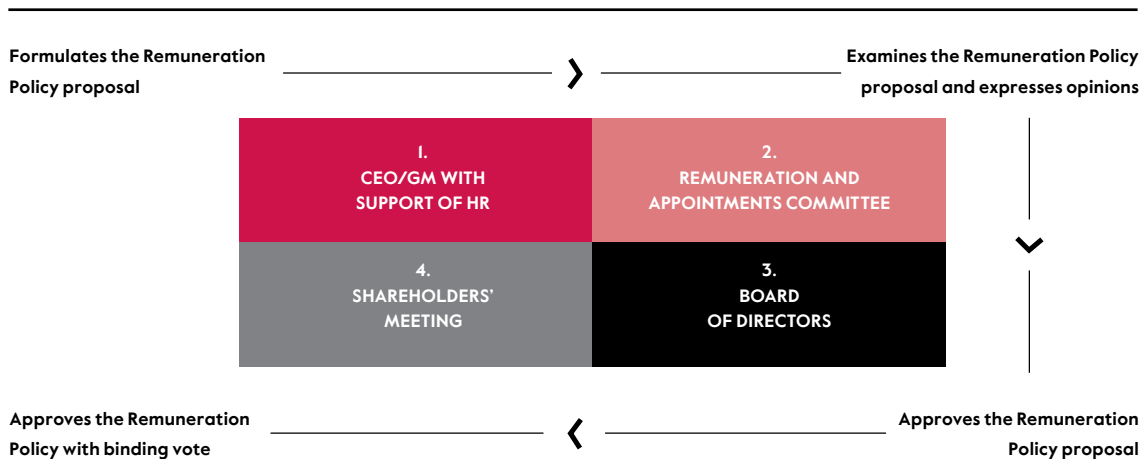 Formulates the Remuneration
Policy proposal
Examines the Remuneration Policy
proposal and expresses opinions
1.
CEO/GM WITH
SUPPORT OF HR
2.
REMUNERATION AND
APPOINTMENTS COMMITTEE
4.
SHAREHOLDERS’
MEETING
3.
BOARD
OF DIRECTORS
Approves the Remuneration
Policy with binding vote
Approves the Remuneration
Policy proposal